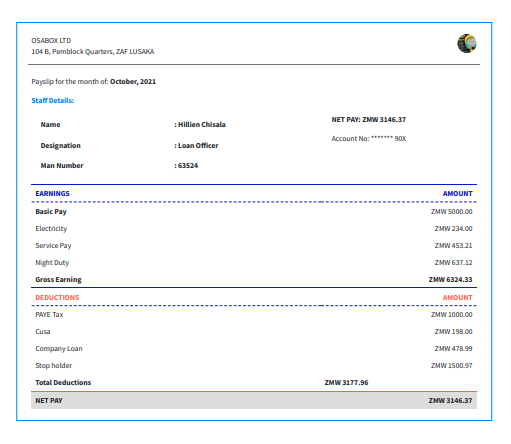 OSABOX LTD
104 B, Pemblock Quarters, ZAF LUSAKA
Payslip for the month of: October, 2021
Staff Details:
Name : Hillien Chisala
NET PAY: ZMW 3146.37
Account No: ******* 90X
Designation : Loan Officer
Man Number : 63524
EARNINGS AMOUNT
Basic Pay ZMW 5000.00
Electricity ZMW 234.00
Service Pay ZMW 453.21
Night Duty ZMW 637.12
Gross Earning ZMW 6324.33
DEDUCTIONS AMOUNT
PAYE Tax ZMW 1000.00
Cusa ZMW 198.00
Company Loan ZMW 478.99
Stop holder ZMW 1500.97
Total Deductions ZMW 3177.96
NET PAY ZMW 3146.37